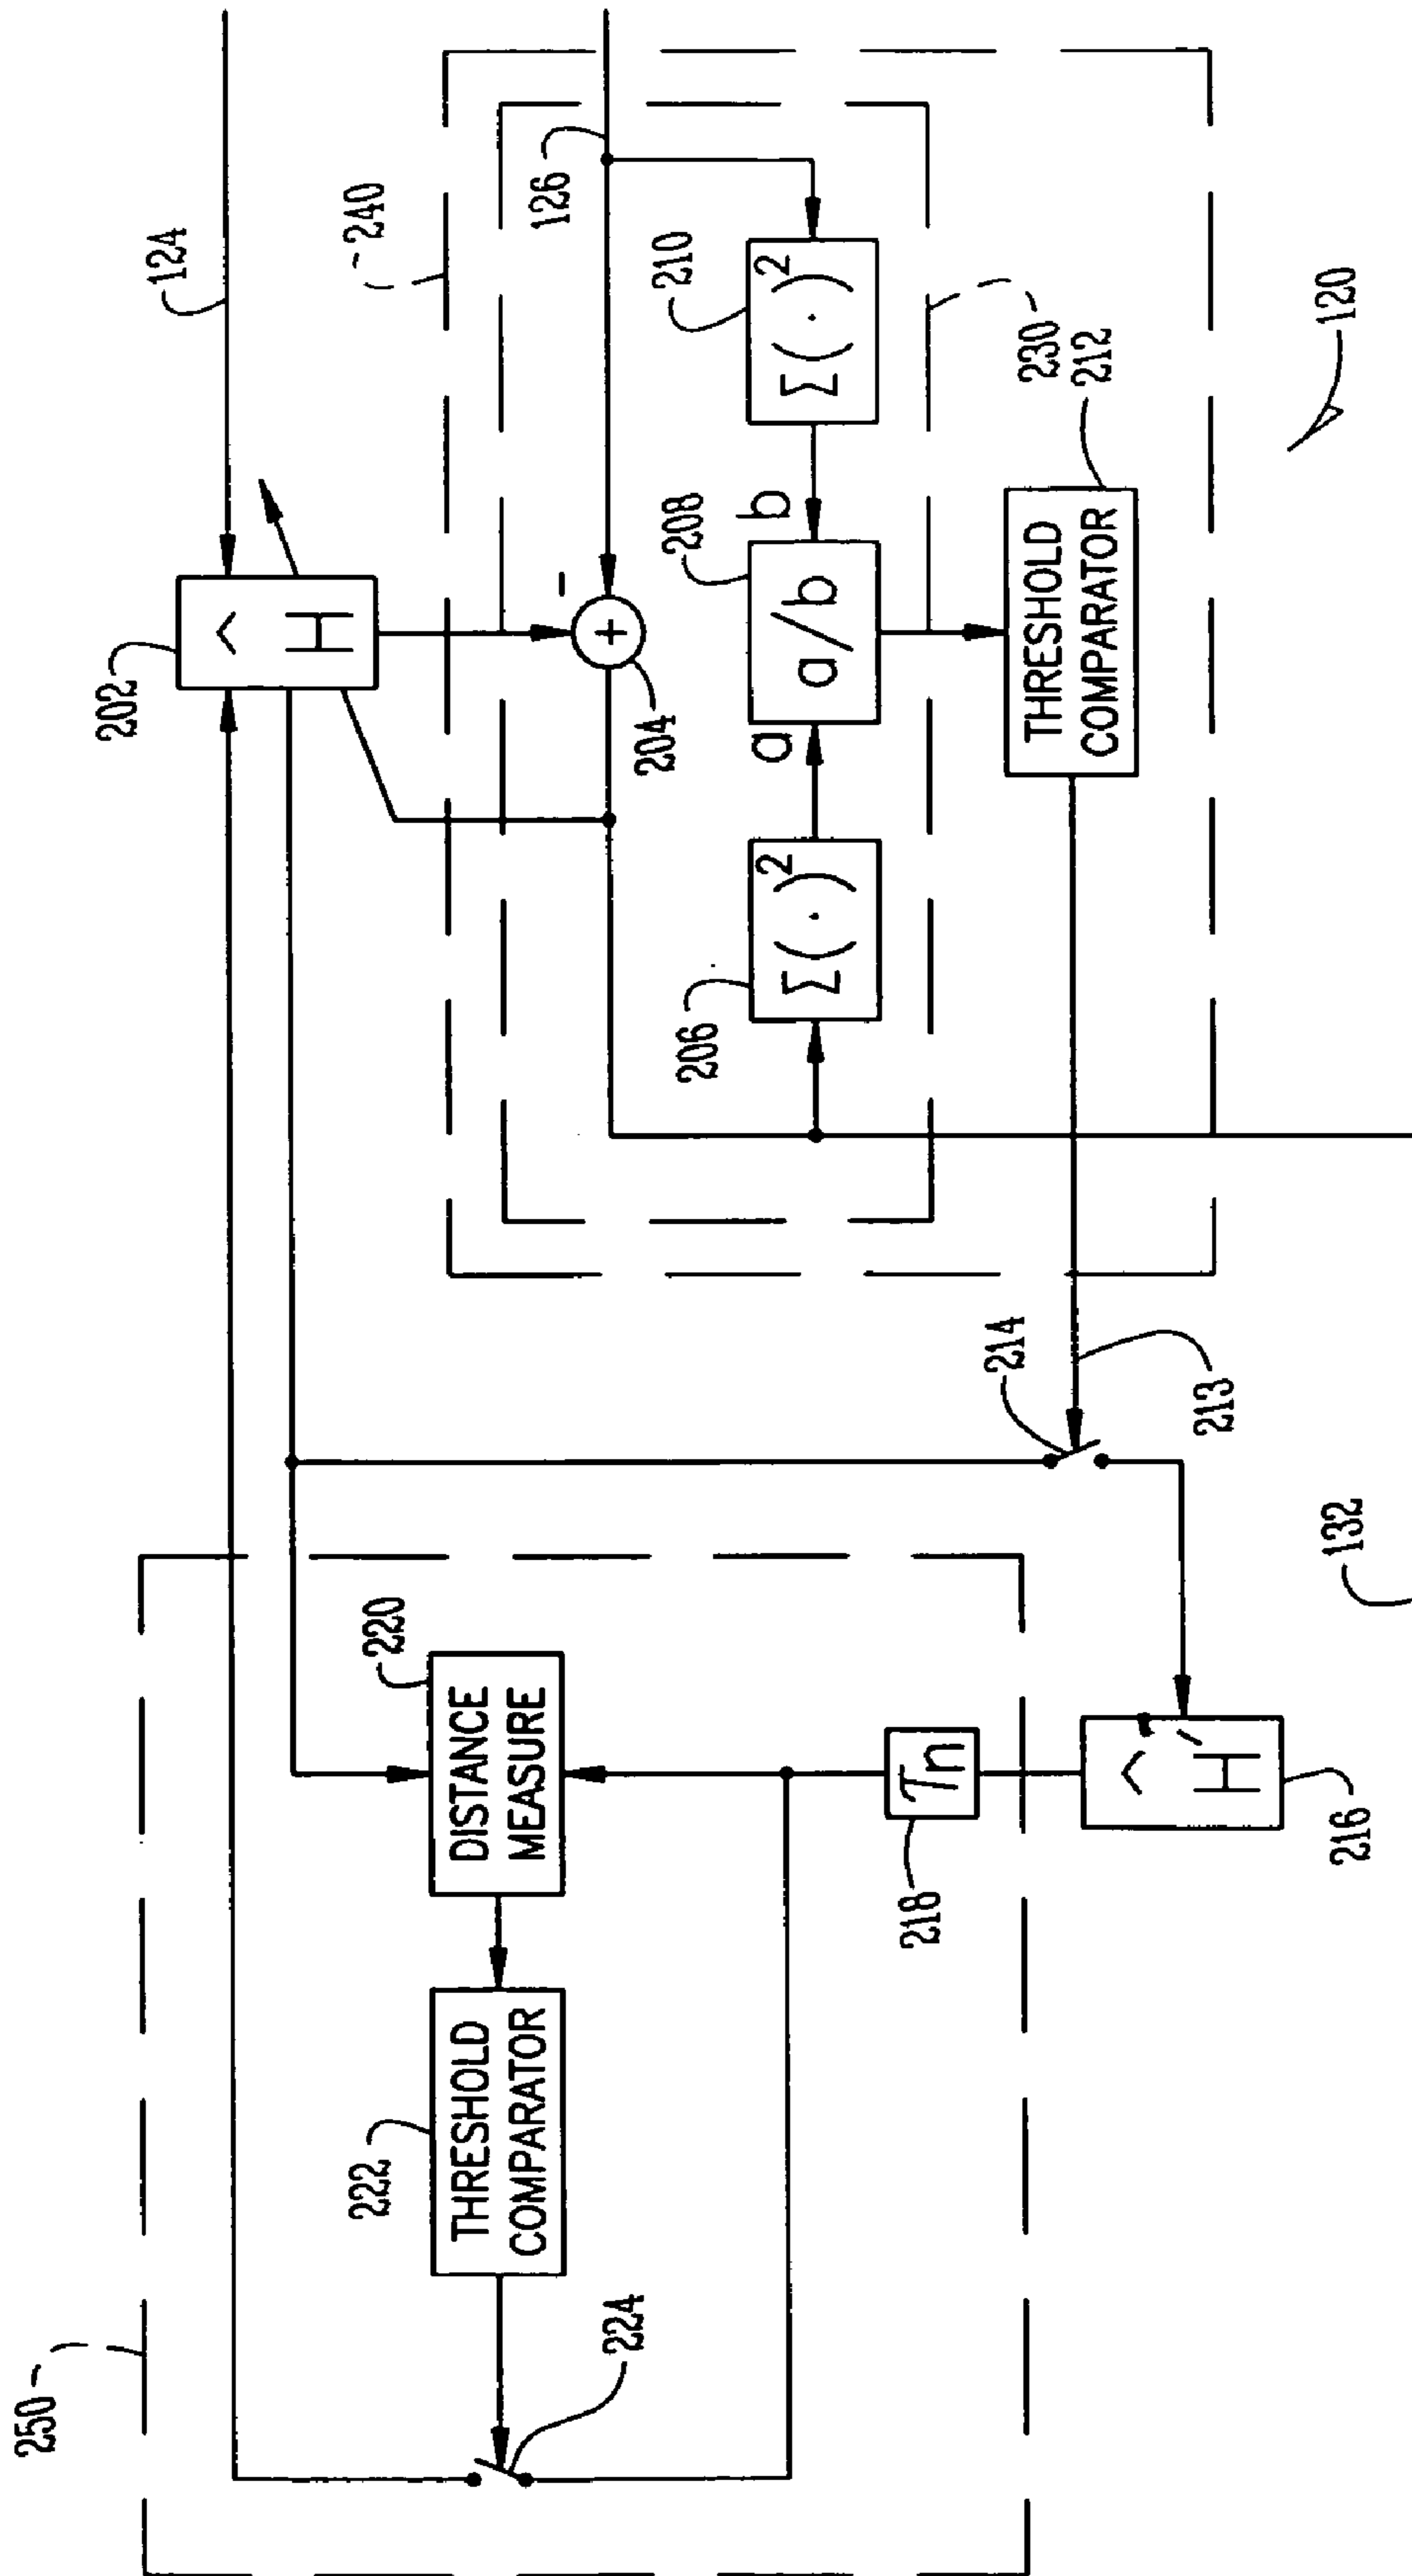 124
202
^
H
240
126
-
+
204
210
Σ(·)²
208
b
a/b
a
206
Σ(·)²
230
212
THRESHOLD
COMPARATOR
120
213
214
250
220
DISTANCE
MEASURE
222
THRESHOLD
COMPARATOR
224
218
216
^
H'
132